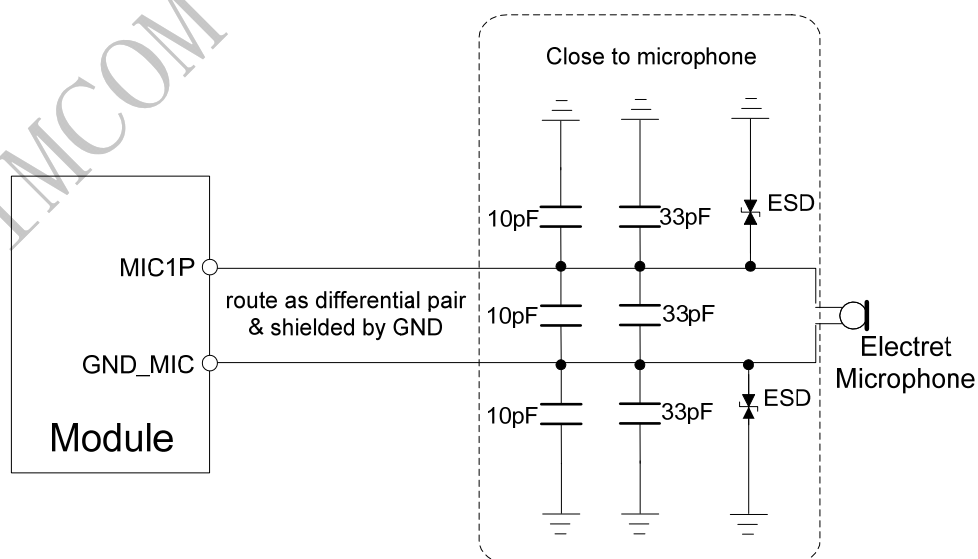 Close to microphone
10pF
33pF
ESD
MIC1P
route as differential pair
& shielded by GND
10pF
33pF
Electret
Microphone
GND_MIC
10pF
33pF
ESD
Module